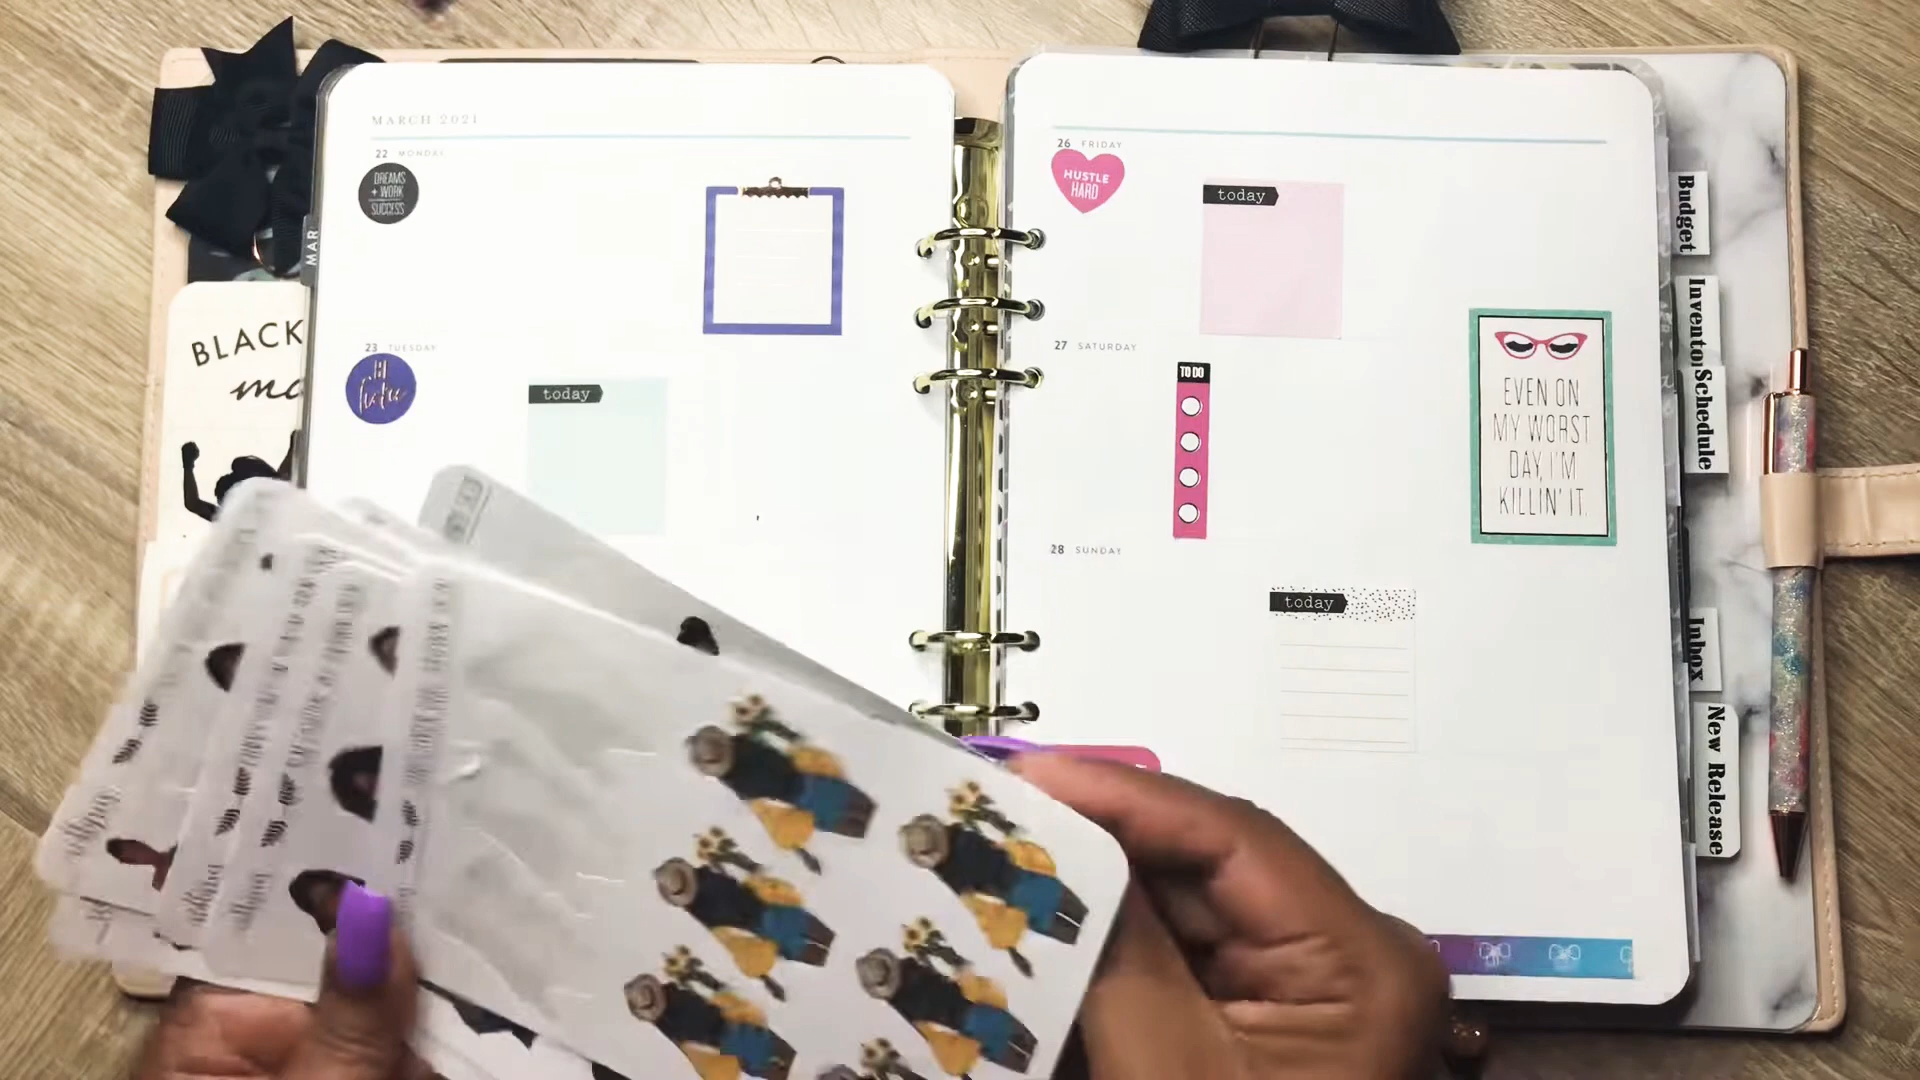 MARCH 2021
22 MONDAY
DREAMS
+ WORK
SUCCESS
23 TUESDAY
today
MAR
BLACK
26 FRIDAY
HUSTLE
HARD
today
27 SATURDAY
TO DO
EVEN ON
MY WORST
DAY, I'M
KILLIN' IT.
28 SUNDAY
today
Budget
Schedule
Inbox
New Release